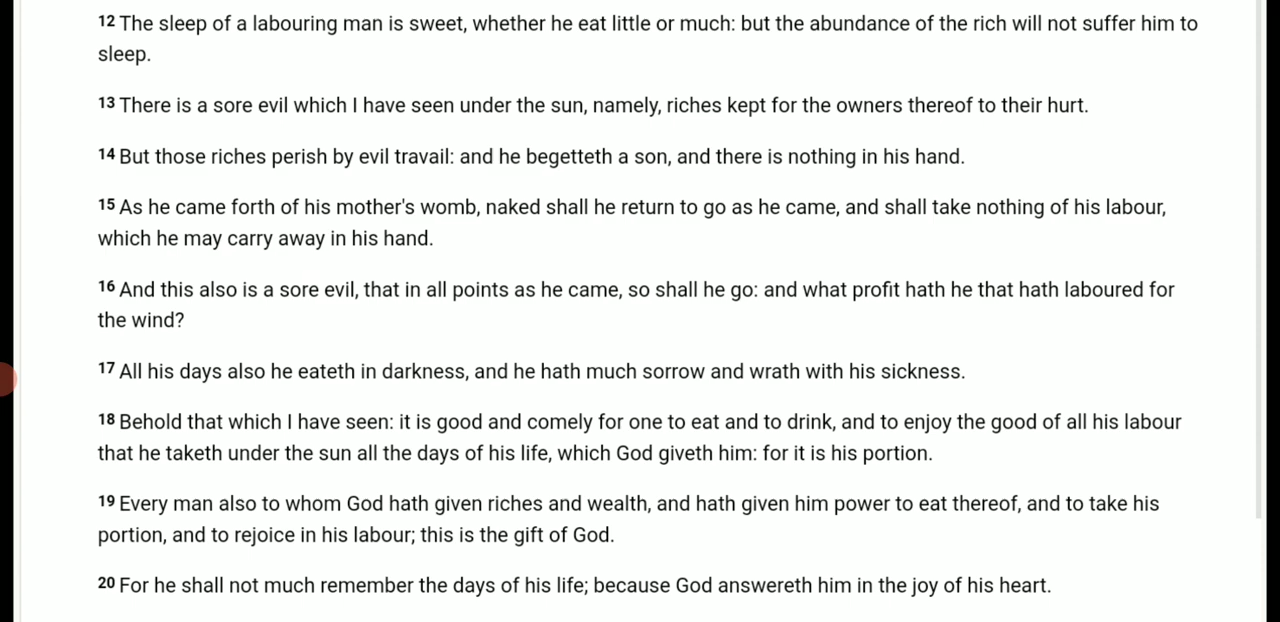 12 The sleep of a labouring man is sweet, whether he eat little or much: but the abundance of the rich will not suffer him to
sleep.
13 There is a sore evil which I have seen under the sun, namely, riches kept for the owners thereof to their hurt.
14 But those riches perish by evil travail: and he begetteth a son, and there is nothing in his hand.
15 As he came forth of his mother's womb, naked shall he return to go as he came, and shall take nothing of his labour,
which he may carry away in his hand.
16 And this also is a sore evil, that in all points as he came, so shall he go: and what profit hath he that hath laboured for
the wind?
17 All his days also he eateth in darkness, and he hath much sorrow and wrath with his sickness.
18 Behold that which I have seen: it is good and comely for one to eat and to drink, and to enjoy the good of all his labour
that he taketh under the sun all the days of his life, which God giveth him: for it is his portion.
19 Every man also to whom God hath given riches and wealth, and hath given him power to eat thereof, and to take his
portion, and to rejoice in his labour; this is the gift of God.
20 For he shall not much remember the days of his life; because God answereth him in the joy of his heart.